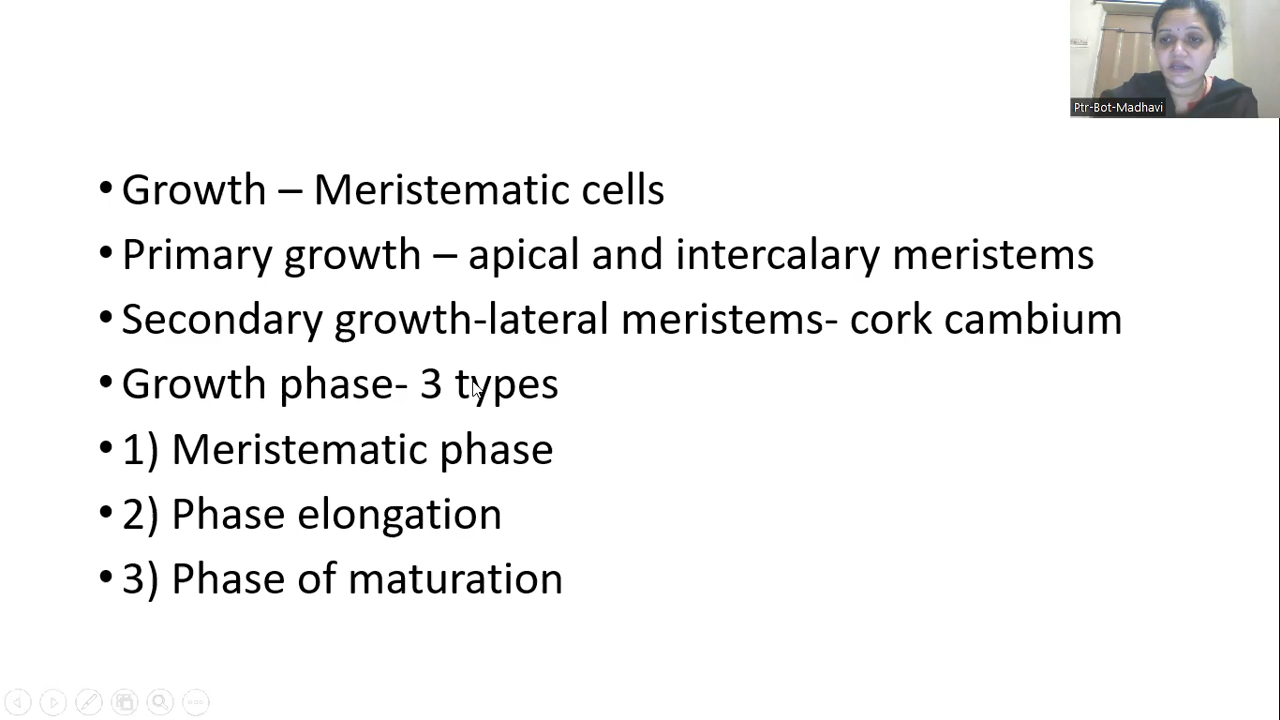 Ptr-Bot-Madhavi
• Growth – Meristematic cells
• Primary growth – apical and intercalary meristems
• Secondary growth-lateral meristems- cork cambium
• Growth phase- 3 types
• 1) Meristematic phase
• 2) Phase elongation
• 3) Phase of maturation